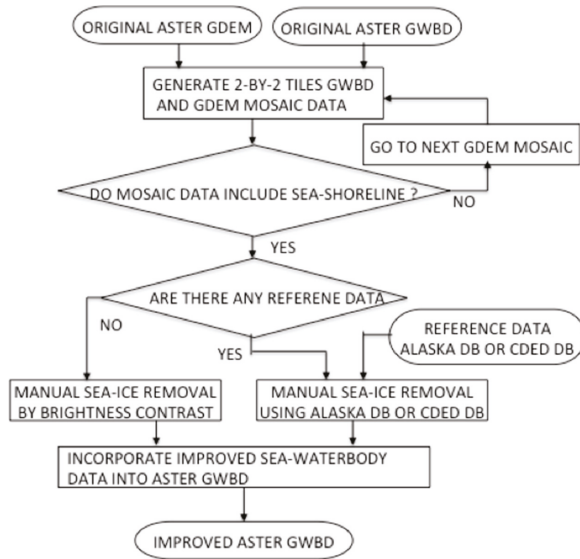 ORIGINAL ASTER GDEM
ORIGINAL ASTER GWBD
GENERATE 2-BY-2 TILES GWBD
AND GDEM MOSAIC DATA
GO TO NEXT GDEM MOSAIC
DO MOSAIC DATA INCLUDE SEA-SHORELINE ?
NO
YES
ARE THERE ANY REFERENE DATA
NO
YES
REFERENCE DATA
ALASKA DB OR CDED DB
MANUAL SEA-ICE REMOVAL
BY BRIGHTNESS CONTRAST
MANUAL SEA-ICE REMOVAL
USING ALASKA DB OR CDED DB
INCORPORATE IMPROVED SEA-WATERBODY
DATA INTO ASTER GWBD
IMPROVED ASTER GWBD